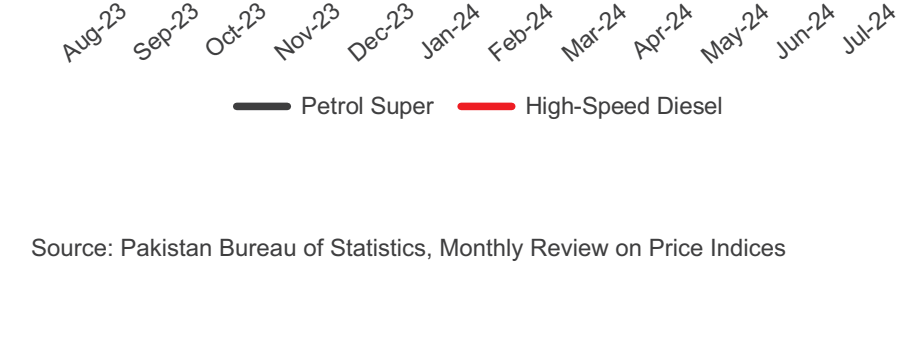 Aug-23 Sep-23 Oct-23 Nov-23 Dec-23 Jan-24 Feb-24 Mar-24 Apr-24 May-24 Jun-24 Jul-24
Petrol Super High-Speed Diesel
Source: Pakistan Bureau of Statistics, Monthly Review on Price Indices